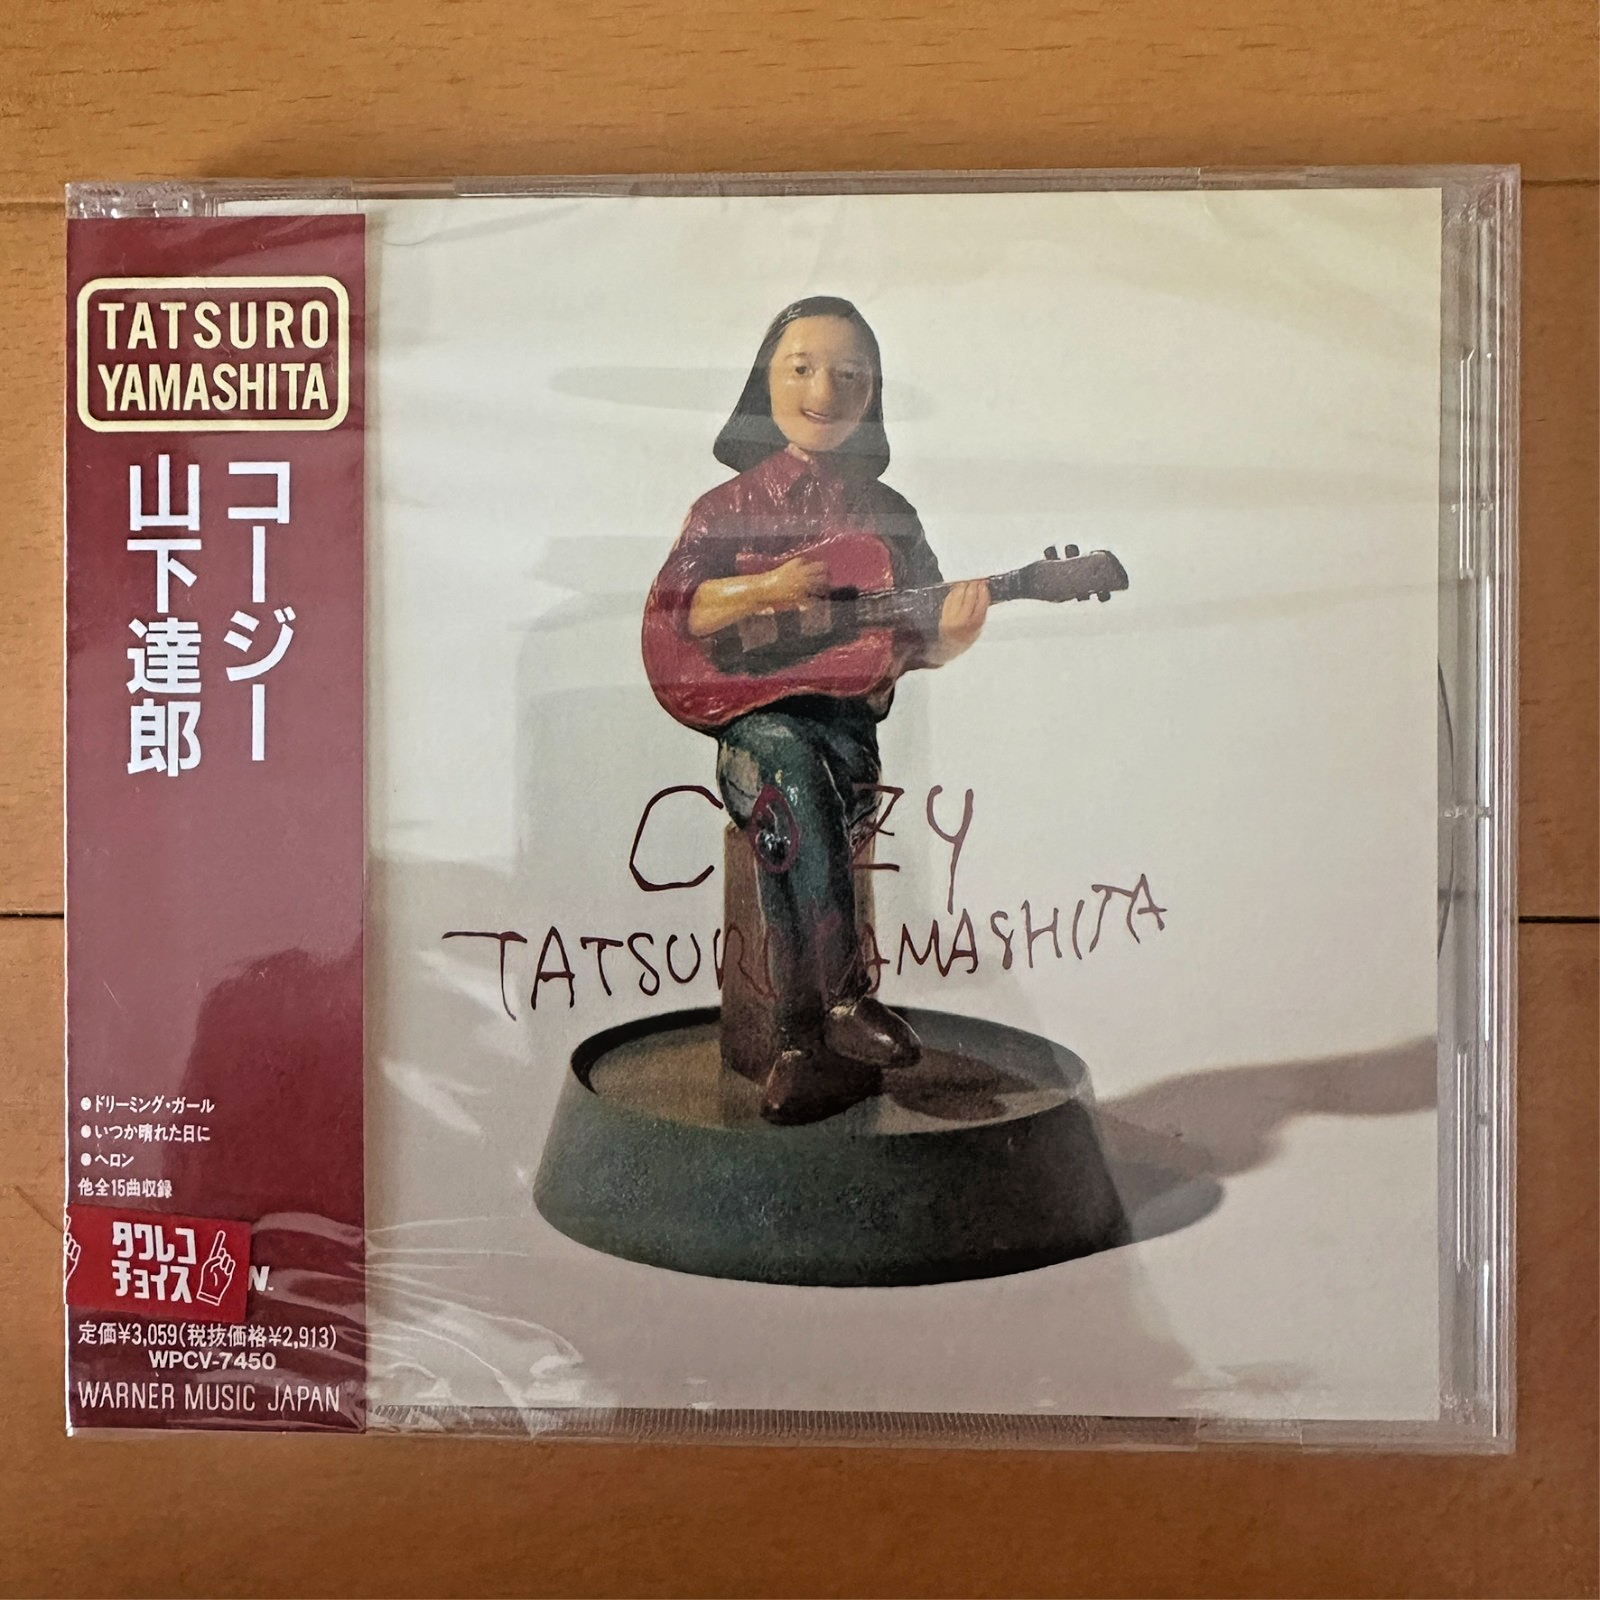 TATSURO
YAMASHITA
コージー
山下達郎
●ドリーミング・ガール
●いつか晴れた日に
●ヘロン
他全15曲収録
タワレコ
チョイス
定価¥3,059(税抜価格¥2,913)
WPCV-7450
WARNER MUSIC JAPAN
COZY
TATSURO YAMASHITA